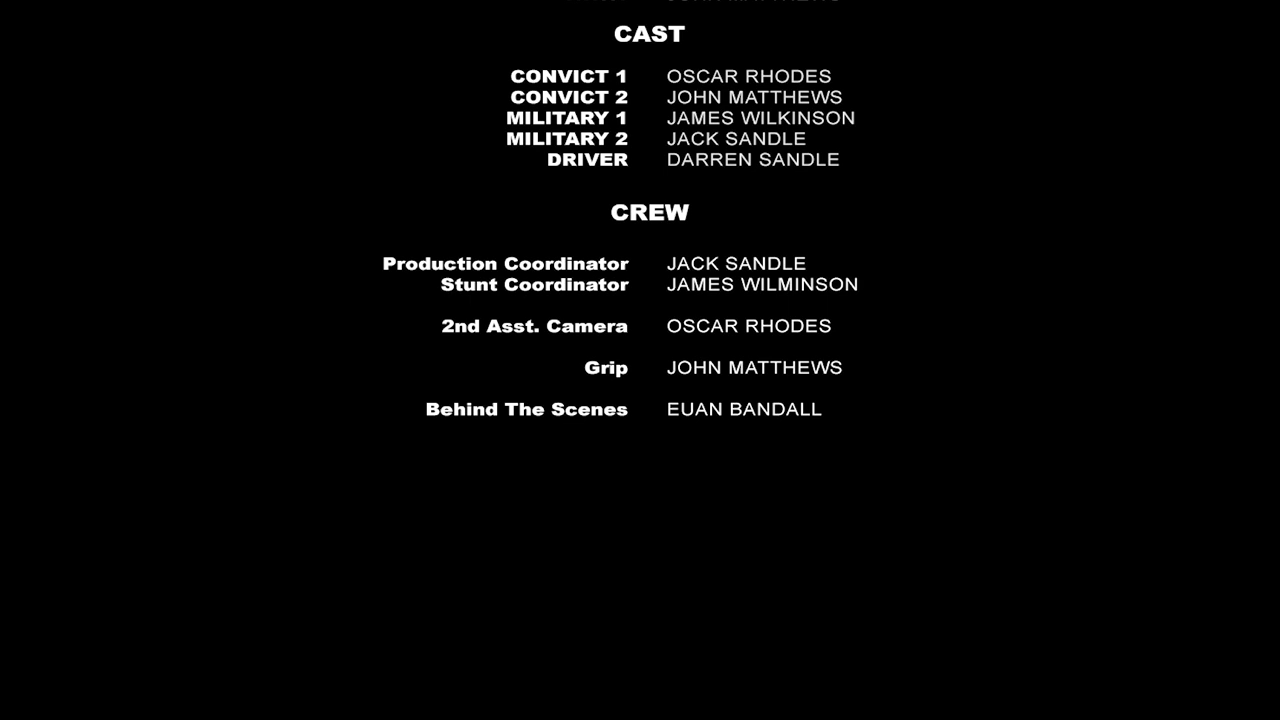 CAST
CONVICT 1 OSCAR RHODES
CONVICT 2 JOHN MATTHEWS
MILITARY 1 JAMES WILKINSON
MILITARY 2 JACK SANDLE
DRIVER DARREN SANDLE
CREW
Production Coordinator JACK SANDLE
Stunt Coordinator JAMES WILMINSON
2nd Asst. Camera OSCAR RHODES
Grip JOHN MATTHEWS
Behind The Scenes EUAN BANDALL